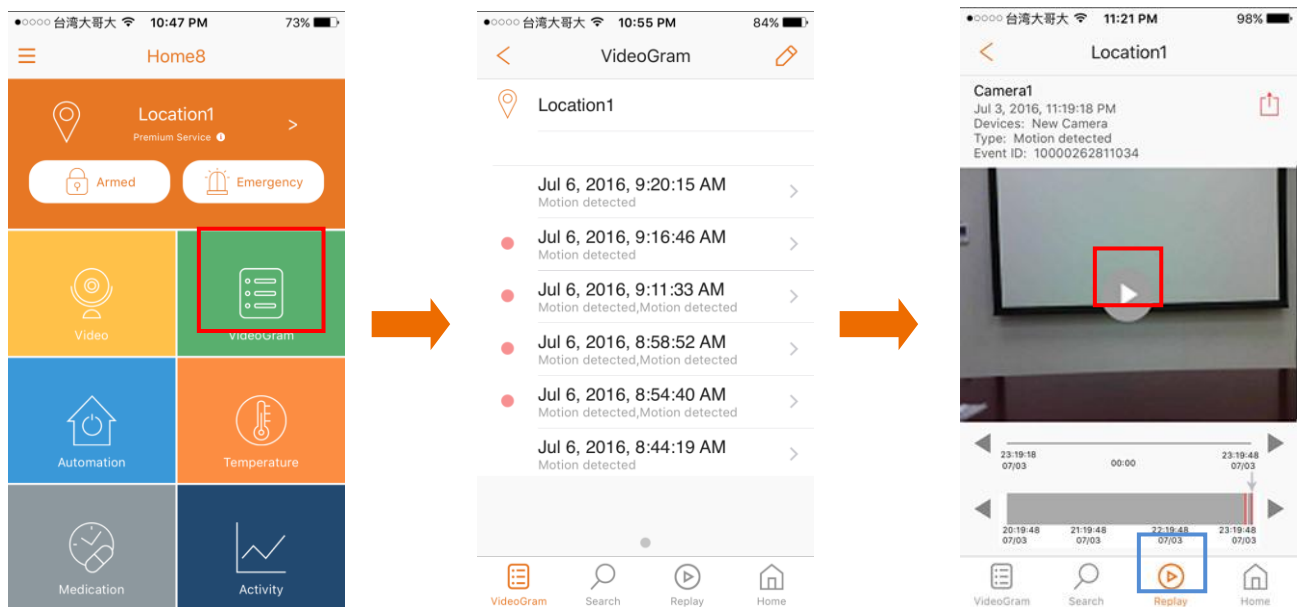 台湾大哥大 10:47 PM 73%
Home8
Location1
Premium Service
Armed
Emergency
Video
VideoGram
Automation
Temperature
Medication
Activity
台湾大哥大 10:55 PM 84%
VideoGram
Location1
Jul 6, 2016, 9:20:15 AM
Motion detected
Jul 6, 2016, 9:16:46 AM
Motion detected
Jul 6, 2016, 9:11:33 AM
Motion detected,Motion detected
Jul 6, 2016, 8:58:52 AM
Motion detected,Motion detected
Jul 6, 2016, 8:54:40 AM
Motion detected,Motion detected
Jul 6, 2016, 8:44:19 AM
Motion detected
VideoGram Search Replay Home
台湾大哥大 11:21 PM 98%
Location1
Camera1
Jul 3, 2016, 11:19:18 PM
Devices: New Camera
Type: Motion detected
Event ID: 10000262811034
23:19:18 00:00 23:19:48
07/03 07/03
20:19:48 21:19:48 22:19:48 23:19:48
07/03 07/03 07/03 07/03
VideoGram Search Replay Home